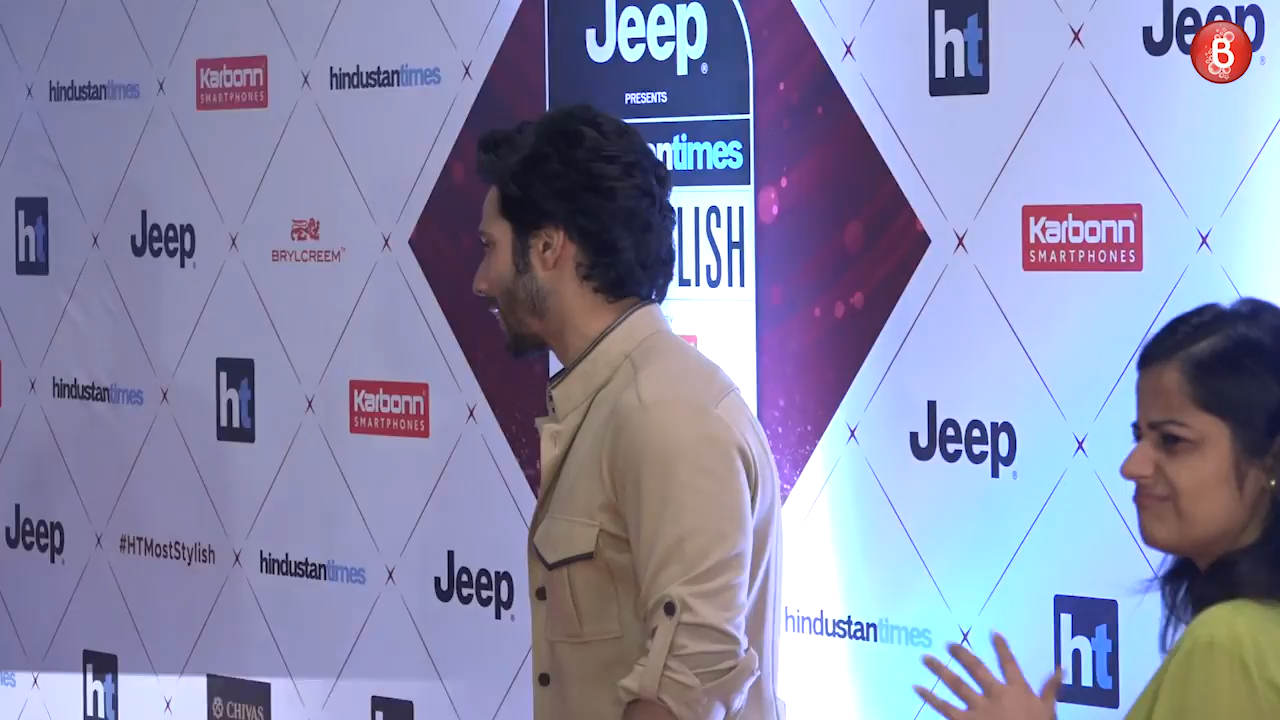 Jeep
PRESENTS
ntimes
LISH
ht
Jeep
B
hindustantimes
Karbonn
SMARTPHONES
hindustantimes
ht
Jeep
BRYLCREEM
Karbonn
SMARTPHONES
hindustantimes
ht
Karbonn
SMARTPHONES
Jeep
Jeep
#HTMostStylish
hindustantimes
Jeep
hindustantimes
ht
es
ht
CHIVAS